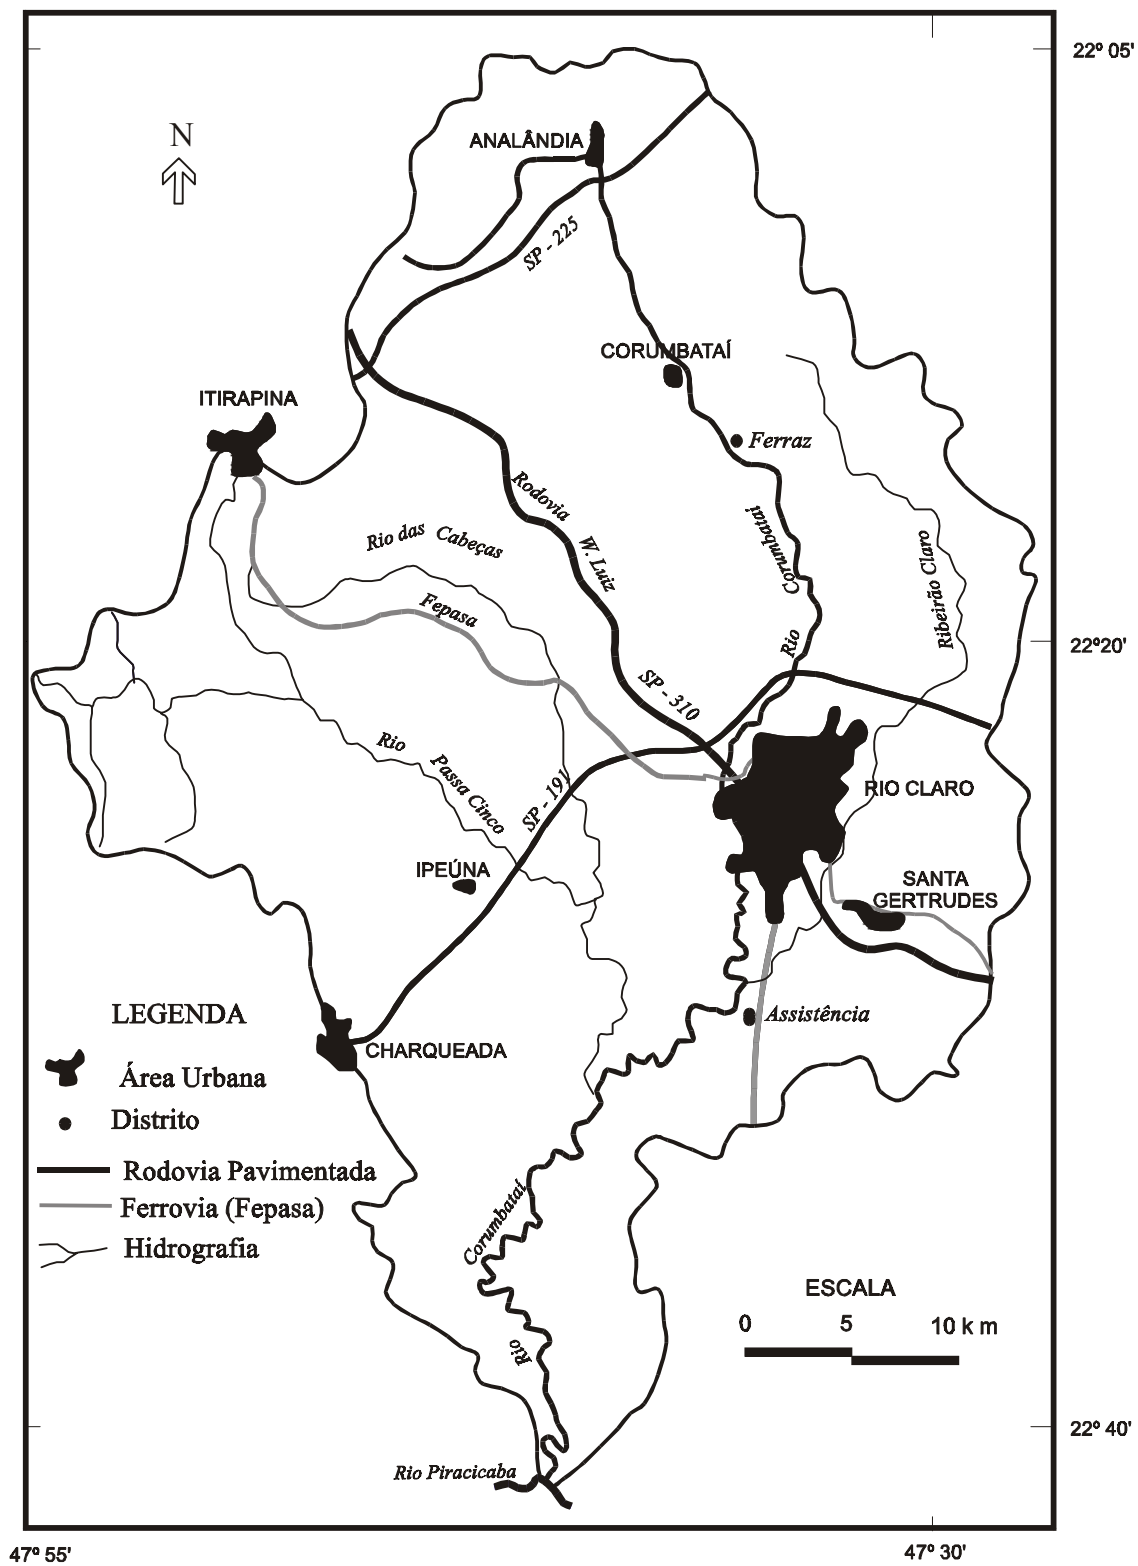 22º 05'
N
ANALÂNDIA
SP - 225
CORUMBATAÍ
ITIRAPINA
Ferraz
Rodovia
W. Luiz
Rio das Cabeças
Corumbataí
Rio
Ribeirão Claro
Fepasa
22º20'
SP - 310
Rio
Passa Cinco
SP - 191
RIO CLARO
IPEÚNA
SANTA
GERTRUDES
Assistência
CHARQUEADA
LEGENDA
Área Urbana
Distrito
Rodovia Pavimentada
Ferrovia (Fepasa)
Hidrografia
Corumbataí
Rio
ESCALA
0 5 10 k m
22º 40'
Rio Piracicaba
47º 55'
47º 30'